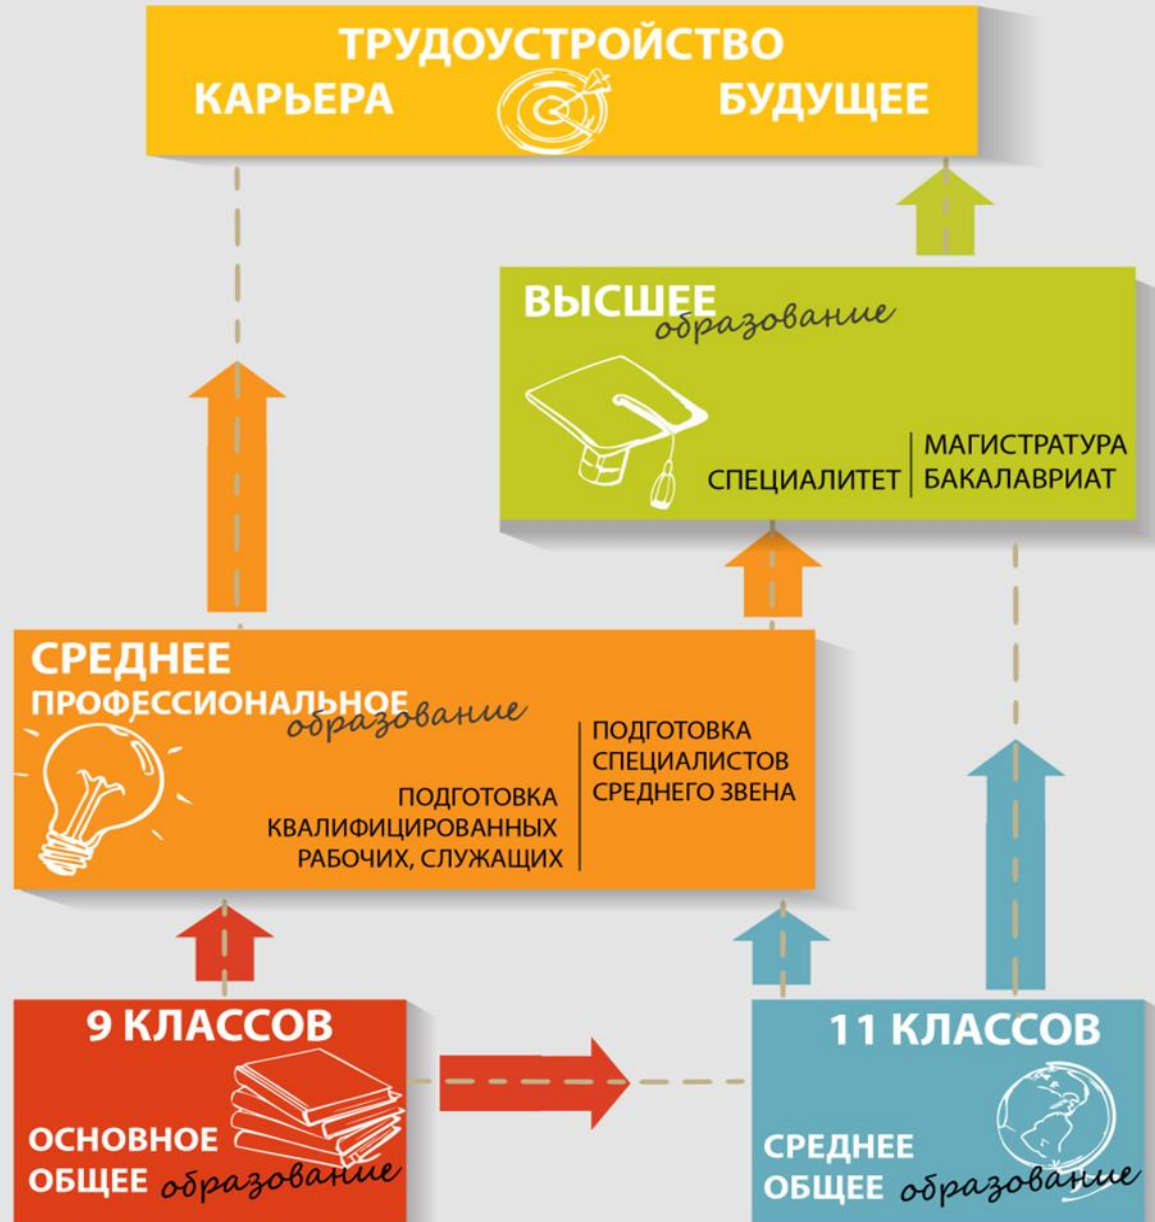 ТРУДОУСТРОЙСТВО
КАРЬЕРА БУДУЩЕЕ
ВЫСШЕЕ
образование
СПЕЦИАЛИТЕТ
МАГИСТРАТУРА
БАКАЛАВРИАТ
СРЕДНЕЕ
ПРОФЕССИОНАЛЬНОЕ
образование
ПОДГОТОВКА
КВАЛИФИЦИРОВАННЫХ
РАБОЧИХ, СЛУЖАЩИХ
ПОДГОТОВКА
СПЕЦИАЛИСТОВ
СРЕДНЕГО ЗВЕНА
9 КЛАССОВ
ОСНОВНОЕ
ОБЩЕЕ образование
11 КЛАССОВ
СРЕДНЕЕ
ОБЩЕЕ образование